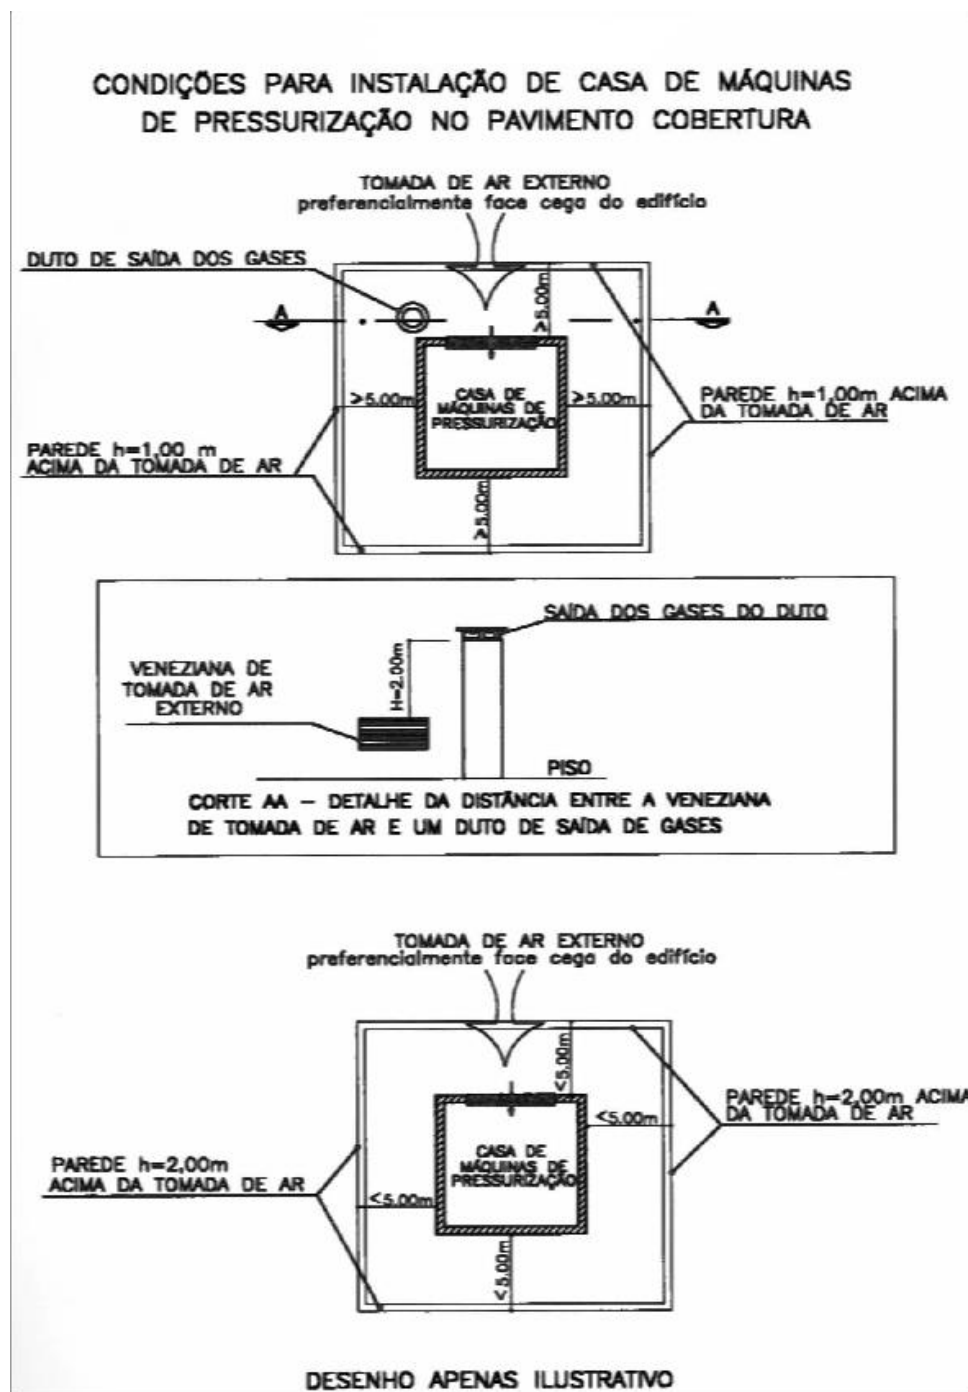 CONDIÇÕES PARA INSTALAÇÃO DE CASA DE MÁQUINAS
DE PRESSURIZAÇÃO NO PAVIMENTO COBERTURA
TOMADA DE AR EXTERNO
preferencialmente face cega do edifício
DUTO DE SAÍDA DOS GASES
>5.00m
A
A
>5.00m
CASA DE
MÁQUINAS DE
PRESSURIZAÇÃO
>5.00m
PAREDE h=1,00m ACIMA
DA TOMADA DE AR
PAREDE h=1,00 m
ACIMA DA TOMADA DE AR
>5.00m
SAÍDA DOS GASES DO DUTO
H=2.00m
VENEZIANA DE
TOMADA DE AR
EXTERNO
PISO
CORTE AA – DETALHE DA DISTÂNCIA ENTRE A VENEZIANA
DE TOMADA DE AR E UM DUTO DE SAÍDA DE GASES
TOMADA DE AR EXTERNO
preferencialmente face cega do edifício
<5.00m
<5.00m
PAREDE h=2,00m ACIMA
DA TOMADA DE AR
CASA DE
MÁQUINAS DE
PRESSURIZAÇÃO
PAREDE h=2,00m
ACIMA DA TOMADA DE AR
<5.00m
<5.00m
DESENHO APENAS ILUSTRATIVO